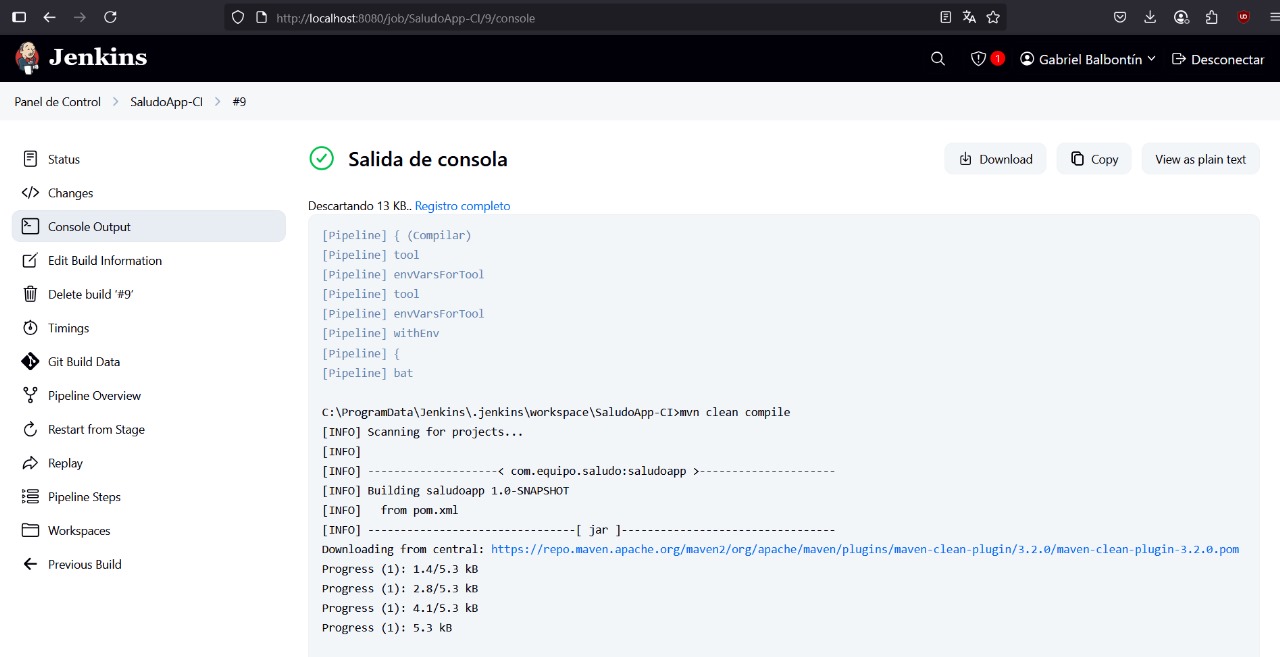 http://localhost:8080/job/SaludoApp-CI/9/console
Jenkins
1
Gabriel Balbontín
Desconectar
Panel de Control
SaludoApp-CI
#9
Status
Changes
Console Output
Edit Build Information
Delete build '#9'
Timings
Git Build Data
Pipeline Overview
Restart from Stage
Replay
Pipeline Steps
Workspaces
Previous Build
Salida de consola
Download
Copy
View as plain text
Descartando 13 KB.. Registro completo
[Pipeline] { (Compilar)
[Pipeline] tool
[Pipeline] envVarsForTool
[Pipeline] tool
[Pipeline] envVarsForTool
[Pipeline] withEnv
[Pipeline] {
[Pipeline] bat
C:\ProgramData\Jenkins\.jenkins\workspace\SaludoApp-CI>mvn clean compile
[INFO] Scanning for projects...
[INFO]
[INFO] --------------------< com.equipo.saludo:saludoapp >---------------------
[INFO] Building saludoapp 1.0-SNAPSHOT
[INFO]   from pom.xml
[INFO] --------------------------------[ jar ]---------------------------------
Downloading from central: https://repo.maven.apache.org/maven2/org/apache/maven/plugins/maven-clean-plugin/3.2.0/maven-clean-plugin-3.2.0.pom
Progress (1): 1.4/5.3 kB
Progress (1): 2.8/5.3 kB
Progress (1): 4.1/5.3 kB
Progress (1): 5.3 kB